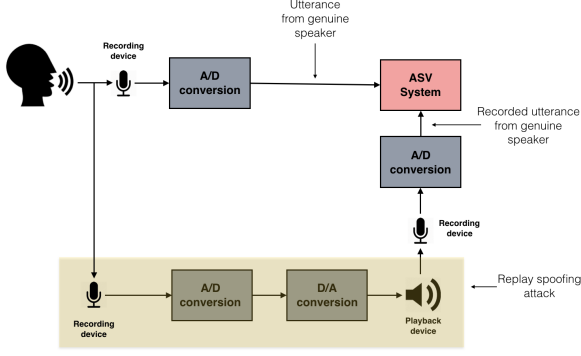 Utterance
from genuine
speaker
Recording
device
A/D
conversion
ASV
System
Recorded utterance
from genuine
speaker
A/D
conversion
Recording
device
Replay spoofing
attack
A/D
conversion
D/A
conversion
Recording
device
Playback
device